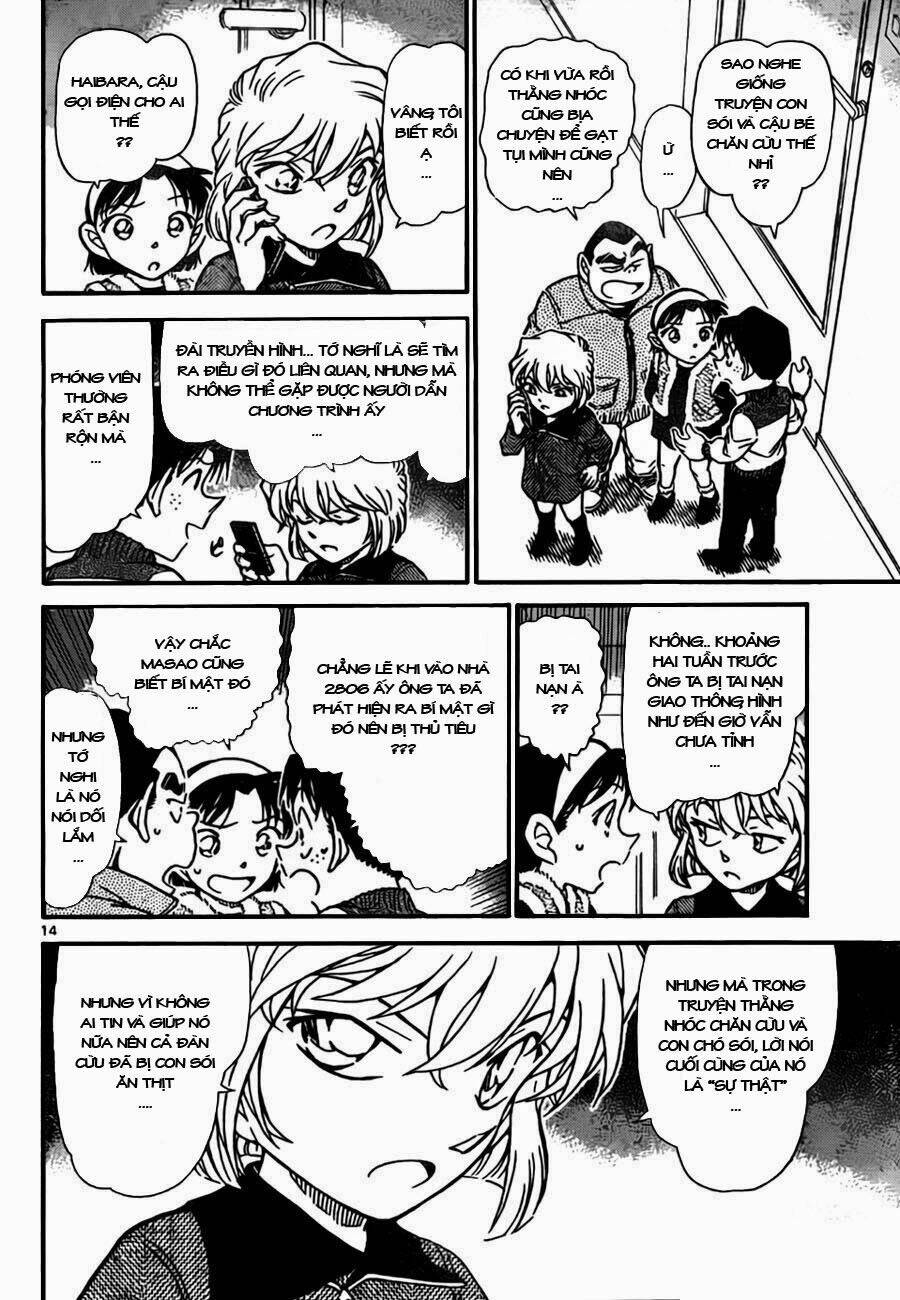 SAO NGHE
GIỐNG
TRUYỆN CON
SÓI VÀ CẬU BÉ
CHĂN CỪU THẾ
NHỈ
??
Ừ
...
CÓ KHI VỪA RỒI
THẰNG NHÓC
CŨNG BỊA
CHUYỆN ĐỂ GẠT
TỤI MÌNH CŨNG
NÊN
...
VÂNG, TÔI
BIẾT RỒI
Ạ
...
HAIBARA, CẬU
GỌI ĐIỆN CHO AI
THẾ
??
ĐÀI TRUYỀN HÌNH... TỚ NGHĨ LÀ SẼ TÌM
RA ĐIỀU GÌ ĐÓ LIÊN QUAN, NHƯNG MÀ
KHÔNG THỂ GẶP ĐƯỢC NGƯỜI DẪN
CHƯƠNG TRÌNH ẤY
...
PHÓNG VIÊN
THƯỜNG
RẤT BẬN
RỘN MÀ
...
KHÔNG.. KHOẢNG
HAI TUẦN TRƯỚC
ÔNG TA BỊ TAI NẠN
GIAO THÔNG, HÌNH
NHƯ ĐẾN GIỜ VẪN
CHƯA TỈNH
...
BỊ TAI
NẠN À
??
CHẲNG LẼ KHI VÀO NHÀ
2806 ẤY ÔNG TA ĐÃ
PHÁT HIỆN RA BÍ MẬT GÌ
ĐÓ NÊN BỊ THỦ TIÊU
???
VẬY CHẮC
MASAO CŨNG
BIẾT BÍ MẬT ĐÓ
...
NHƯNG
TỚ
NGHI
LÀ NÓ
NÓI DỐI
LẮM
...
14
NHƯNG MÀ TRONG
TRUYỆN THẰNG
NHÓC CHĂN CỪU VÀ
CON CHÓ SÓI, LỜI NÓI
CUỐI CÙNG CỦA NÓ
LÀ "SỰ THẬT"
...
NHƯNG VÌ KHÔNG
AI TIN VÀ GIÚP NÓ
NỮA NÊN CẢ ĐÀN
CỪU ĐÃ BỊ CON SÓI
ĂN THỊT
....